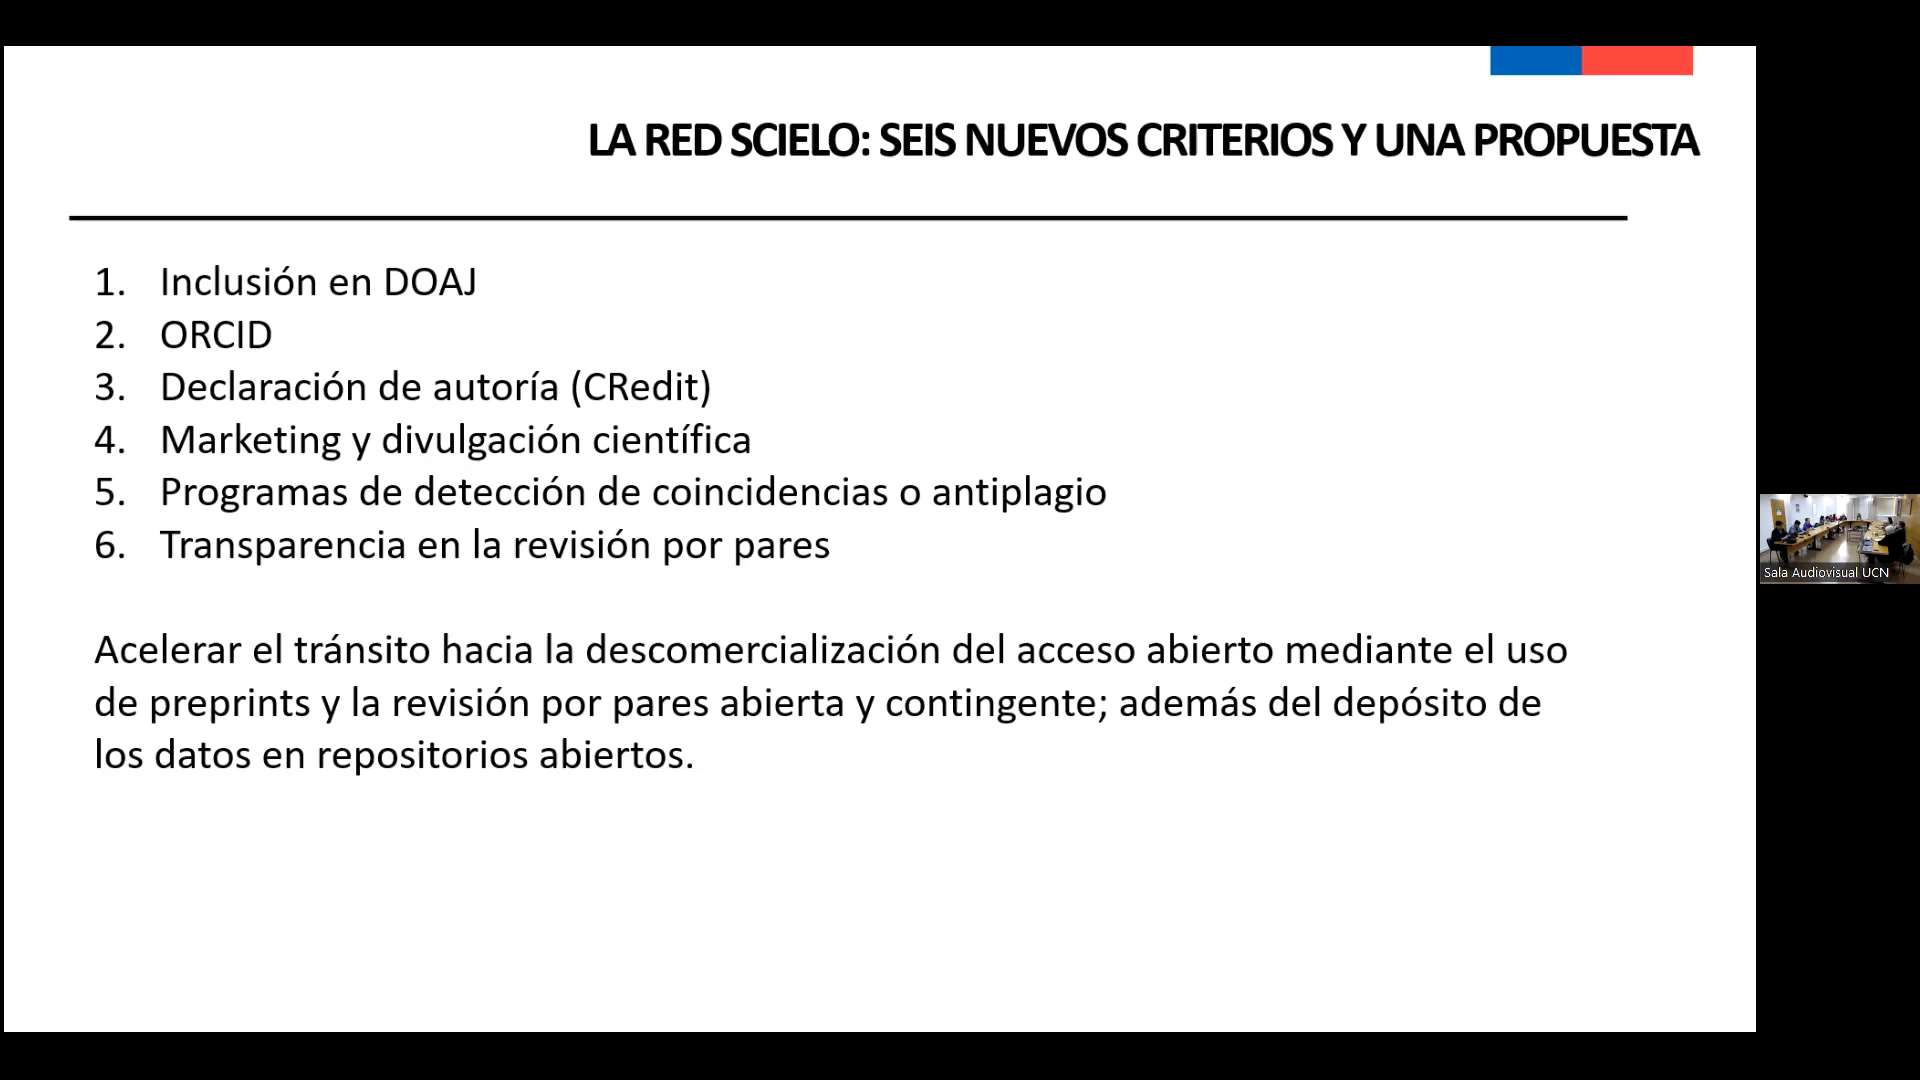 LA RED SCIELO: SEIS NUEVOS CRITERIOS Y UNA PROPUESTA
1. Inclusión en DOAJ
2. ORCID
3. Declaración de autoría (CRedit)
4. Marketing y divulgación científica
5. Programas de detección de coincidencias o antiplagio
6. Transparencia en la revisión por pares
Acelerar el tránsito hacia la descomercialización del acceso abierto mediante el uso
de preprints y la revisión por pares abierta y contingente; además del depósito de
los datos en repositorios abiertos.
Sala Audiovisual UCN